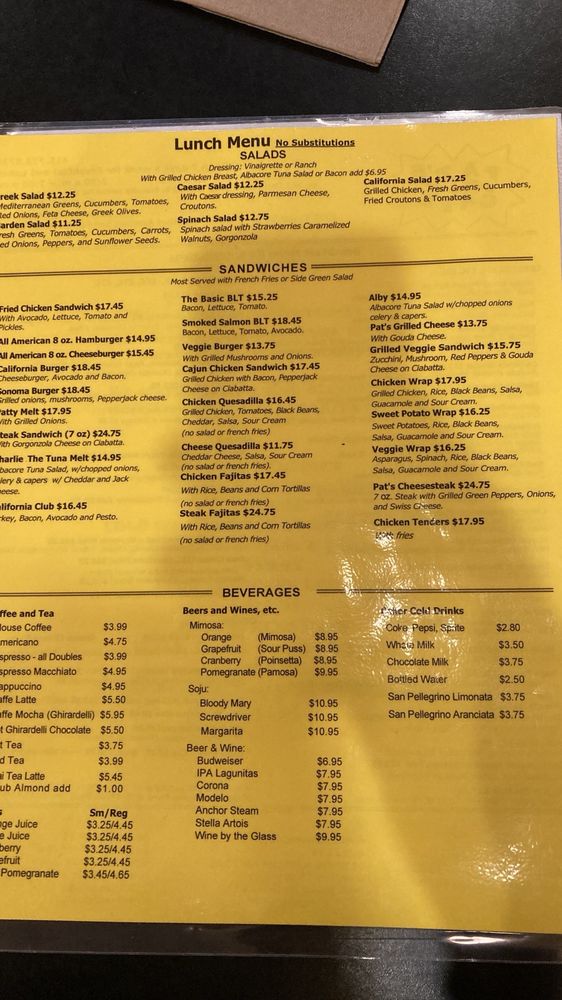 Lunch Menu No Substitutions
SALADS
Dressing: Vinaigrette or Ranch
With Grilled Chicken Breast, Albacore Tuna Salad or Bacon add $6.95
reek Salad $12.25
Mediterranean Greens, Cucumbers, Tomatoes,
ed Onions, Feta Cheese, Greek Olives.
arden Salad $11.25
resh Greens, Tomatoes, Cucumbers, Carrots,
ed Onions, Peppers, and Sunflower Seeds.
Caesar Salad $12.25
With Caesar dressing, Parmesan Cheese,
Croutons.
Spinach Salad $12.75
Spinach salad with Strawberries Caramelized
Walnuts, Gorgonzola
California Salad $17.25
Grilled Chicken, Fresh Greens, Cucumbers,
Fried Croutons & Tomatoes
SANDWICHES
Most Served with French Fries or Side Green Salad
Fried Chicken Sandwich $17.45
With Avocado, Lettuce, Tomato and
Pickles.
All American 8 oz. Hamburger $14.95
All American 8 oz. Cheeseburger $15.45
California Burger $18.45
Cheeseburger, Avocado and Bacon.
Sonoma Burger $18.45
Grilled onions, mushrooms, Pepperjack cheese.
atty Melt $17.95
With Grilled Onions.
teak Sandwich (7 oz) $24.75
ith Gorgonzola Cheese on Ciabatta.
harlie The Tuna Melt $14.95
bacore Tuna Salad, w/chopped onions,
lery & capers w/ Cheddar and Jack
eese.
lifornia Club $16.45
rkey, Bacon, Avocado and Pesto.
The Basic BLT $15.25
Bacon, Lettuce, Tomato.
Smoked Salmon BLT $18.45
Bacon, Lettuce, Tomato, Avocado.
Veggie Burger $13.75
With Grilled Mushrooms and Onions.
Cajun Chicken Sandwich $17.45
Grilled Chicken with Bacon, Pepperjack
Cheese on Ciabatta.
Chicken Quesadilla $16.45
Grilled Chicken, Tomatoes, Black Beans,
Cheddar, Salsa, Sour Cream
(no salad or french fries)
Cheese Quesadilla $11.75
Cheddar Cheese, Salsa, Sour Cream
(no salad or french fries).
Chicken Fajitas $17.45
With Rice, Beans and Corn Tortillas
(no salad or french fries)
Steak Fajitas $24.75
With Rice, Beans and Corn Tortillas
(no salad or french fries)
Alby $14.95
Albacore Tuna Salad w/chopped onions
celery & capers.
Pat's Grilled Cheese $13.75
With Gouda Cheese.
Grilled Veggie Sandwich $15.75
Zucchini, Mushroom, Red Peppers & Gouda
Cheese on Ciabatta.
Chicken Wrap $17.95
Grilled Chicken, Rice, Black Beans, Salsa,
Guacamole and Sour Cream.
Sweet Potato Wrap $16.25
Sweet Potatoes, Rice, Black Beans,
Salsa, Guacamole and Sour Cream.
Veggie Wrap $16.25
Asparagus, Spinach, Rice, Black Beans,
Salsa, Guacamole and Sour Cream.
Pat's Cheesesteak $24.75
7 oz. Steak with Grilled Green Peppers, Onions,
and Swiss Cheese.
Chicken Tenders $17.95
With fries
BEVERAGES
ffee and Tea
House Coffee $3.99
mericano $4.75
spresso - all Doubles $3.99
spresso Macchiato $4.95
appuccino $4.95
affe Latte $5.50
affe Mocha (Ghirardelli) $5.95
t Ghirardelli Chocolate $5.50
t Tea $3.75
d Tea $3.99
ai Tea Latte $5.45
ub Almond add $1.00
s Sm/Reg
nge Juice $3.25/4.45
e Juice $3.25/4.45
berry $3.25/4.45
efruit $3.25/4.45
Pomegranate $3.45/4.65
Beers and Wines, etc.
Mimosa:
Orange (Mimosa) $8.95
Grapefruit (Sour Puss) $8.95
Cranberry (Poinsetta) $8.95
Pomegranate (Pamosa) $9.95
Soju:
Bloody Mary $10.95
Screwdriver $10.95
Margarita $10.95
Beer & Wine:
Budweiser $6.95
IPA Lagunitas $7.95
Corona $7.95
Modelo $7.95
Anchor Steam $7.95
Stella Artois $7.95
Wine by the Glass $9.95
Other Cold Drinks
Coke, Pepsi, Sprite $2.80
Whole Milk $3.50
Chocolate Milk $3.75
Bottled Water $2.50
San Pellegrino Limonata $3.75
San Pellegrino Aranciata $3.75